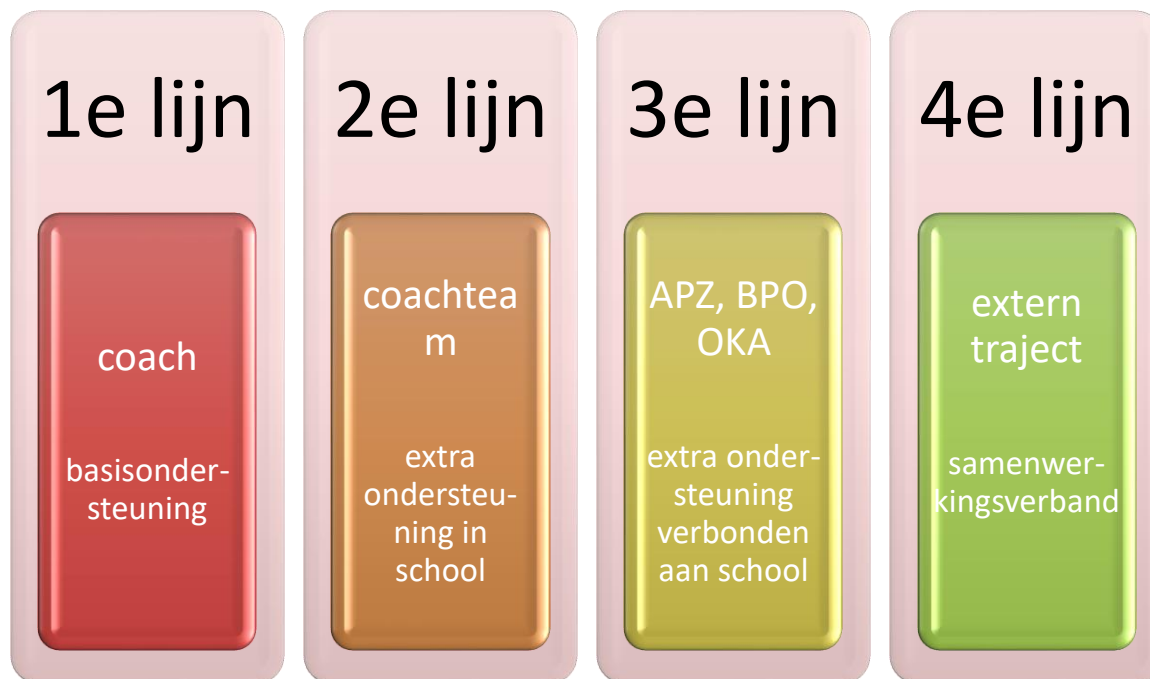 1e lijn
coach
basisonder-
steuning
2e lijn
coachtea
m
extra
ondersteu-
ning in
school
3e lijn
APZ, BPO,
OKA
extra onder-
steuning
verbonden
aan school
4e lijn
extern
traject
samenwer-
kingsverband